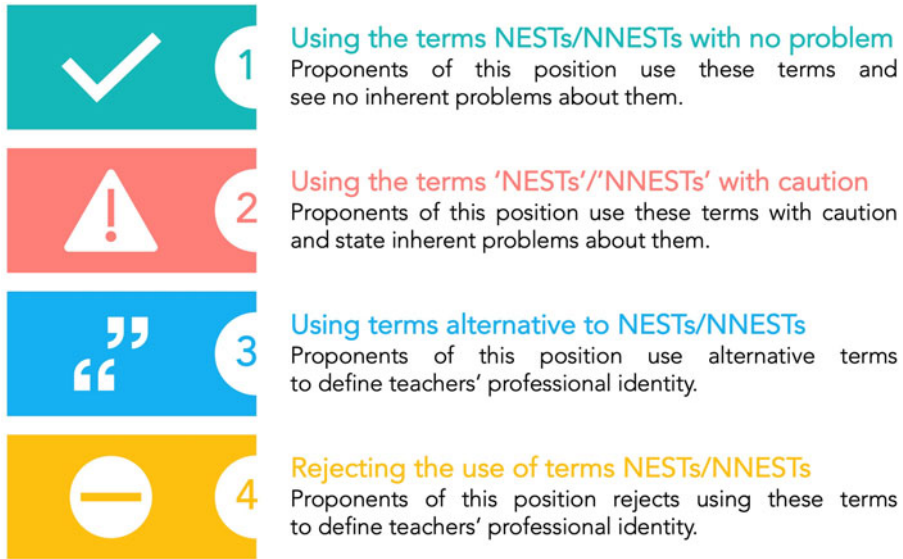 1
Using the terms NESTs/NNESTs with no problem
Proponents of this position use these terms and
see no inherent problems about them.
2
Using the terms ‘NESTs’/’NNESTs’ with caution
Proponents of this position use these terms with caution
and state inherent problems about them.
3
Using terms alternative to NESTs/NNESTs
Proponents of this position use alternative terms
to define teachers’ professional identity.
4
Rejecting the use of terms NESTs/NNESTs
Proponents of this position rejects using these terms
to define teachers’ professional identity.